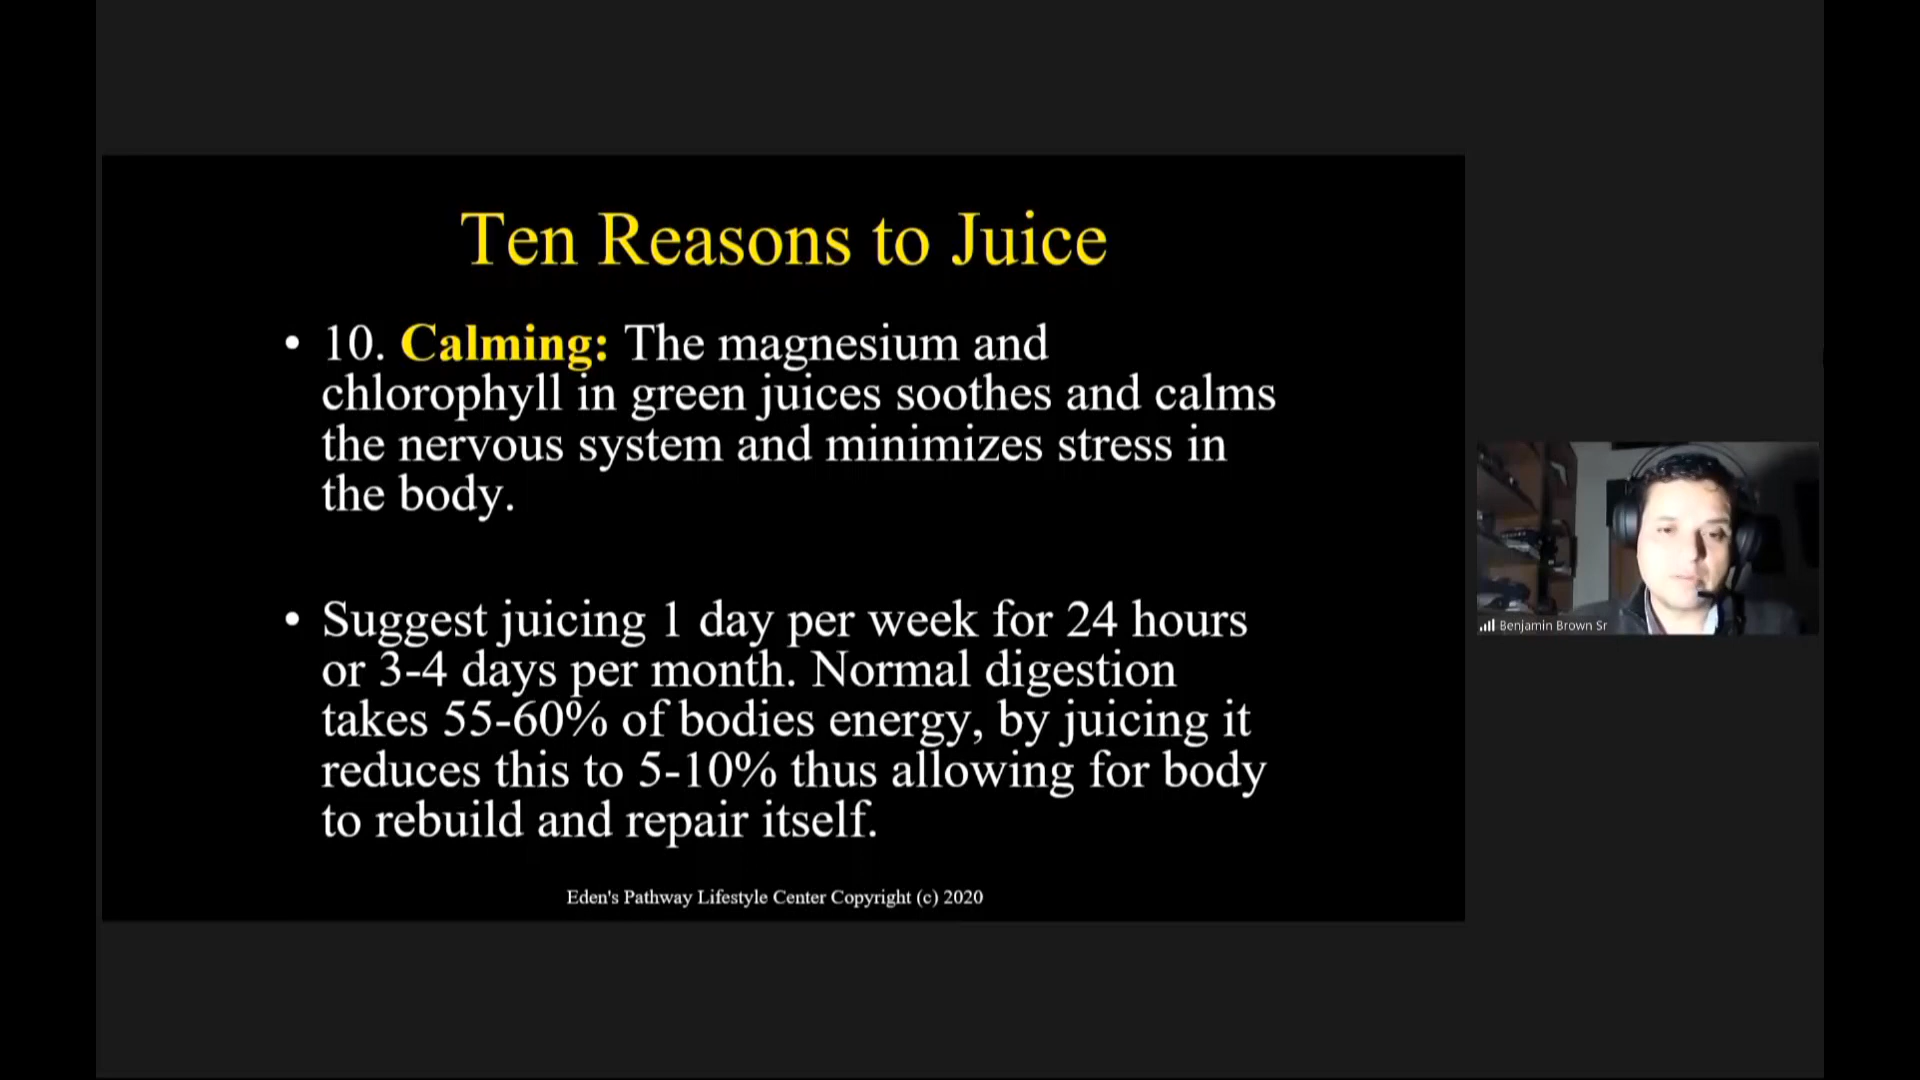 Ten Reasons to Juice
• 10. Calming: The magnesium and
chlorophyll in green juices soothes and calms
the nervous system and minimizes stress in
the body.
• Suggest juicing 1 day per week for 24 hours
or 3-4 days per month. Normal digestion
takes 55-60% of bodies energy, by juicing it
reduces this to 5-10% thus allowing for body
to rebuild and repair itself.
Eden's Pathway Lifestyle Center Copyright (c) 2020
Benjamin Brown Sr